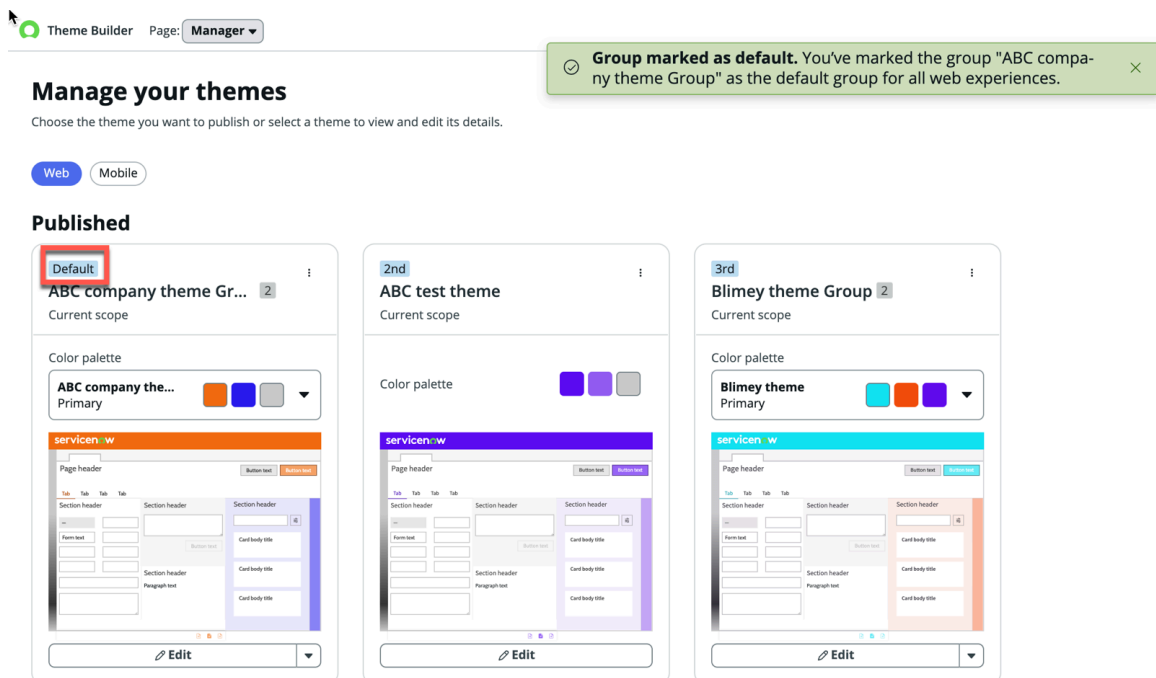 Theme Builder Page: Manager
Group marked as default. You've marked the group "ABC compa-
ny theme Group" as the default group for all web experiences.
Manage your themes
Choose the theme you want to publish or select a theme to view and edit its details.
Web Mobile
Published
Default
ABC company theme Gr... 2
Current scope
Color palette
ABC company the...
Primary
servicenow
Page header
Button text Button text
Tab Tab Tab Tab
Section header Section header Section header
Form text
Button text
Card body title
Card body title
Section header
Paragraph text
Card body title
Edit
2nd
ABC test theme
Current scope
Color palette
servicenow
Page header
Button text Button text
Tab Tab Tab Tab
Section header Section header Section header
Form text
Button text
Card body title
Card body title
Section header
Paragraph text
Card body title
Edit
3rd
Blimey theme Group 2
Current scope
Color palette
Blimey theme
Primary
servicenow
Page header
Button text Button text
Tab Tab Tab Tab
Section header Section header Section header
Form text
Button text
Card body title
Card body title
Section header
Paragraph text
Card body title
Edit